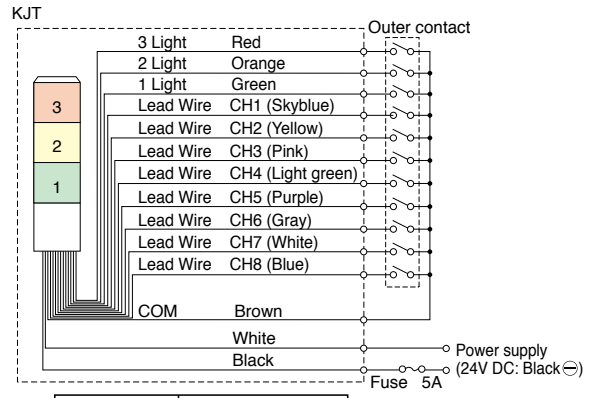 KJT
Outer contact
3 Light Red
2 Light Orange
1 Light Green
Lead Wire CH1 (Skyblue)
Lead Wire CH2 (Yellow)
Lead Wire CH3 (Pink)
Lead Wire CH4 (Light green)
Lead Wire CH5 (Purple)
Lead Wire CH6 (Gray)
Lead Wire CH7 (White)
Lead Wire CH8 (Blue)
3
2
1
COM Brown
White
Black
Power supply
(24V DC: Black⊖)
Fuse 5A